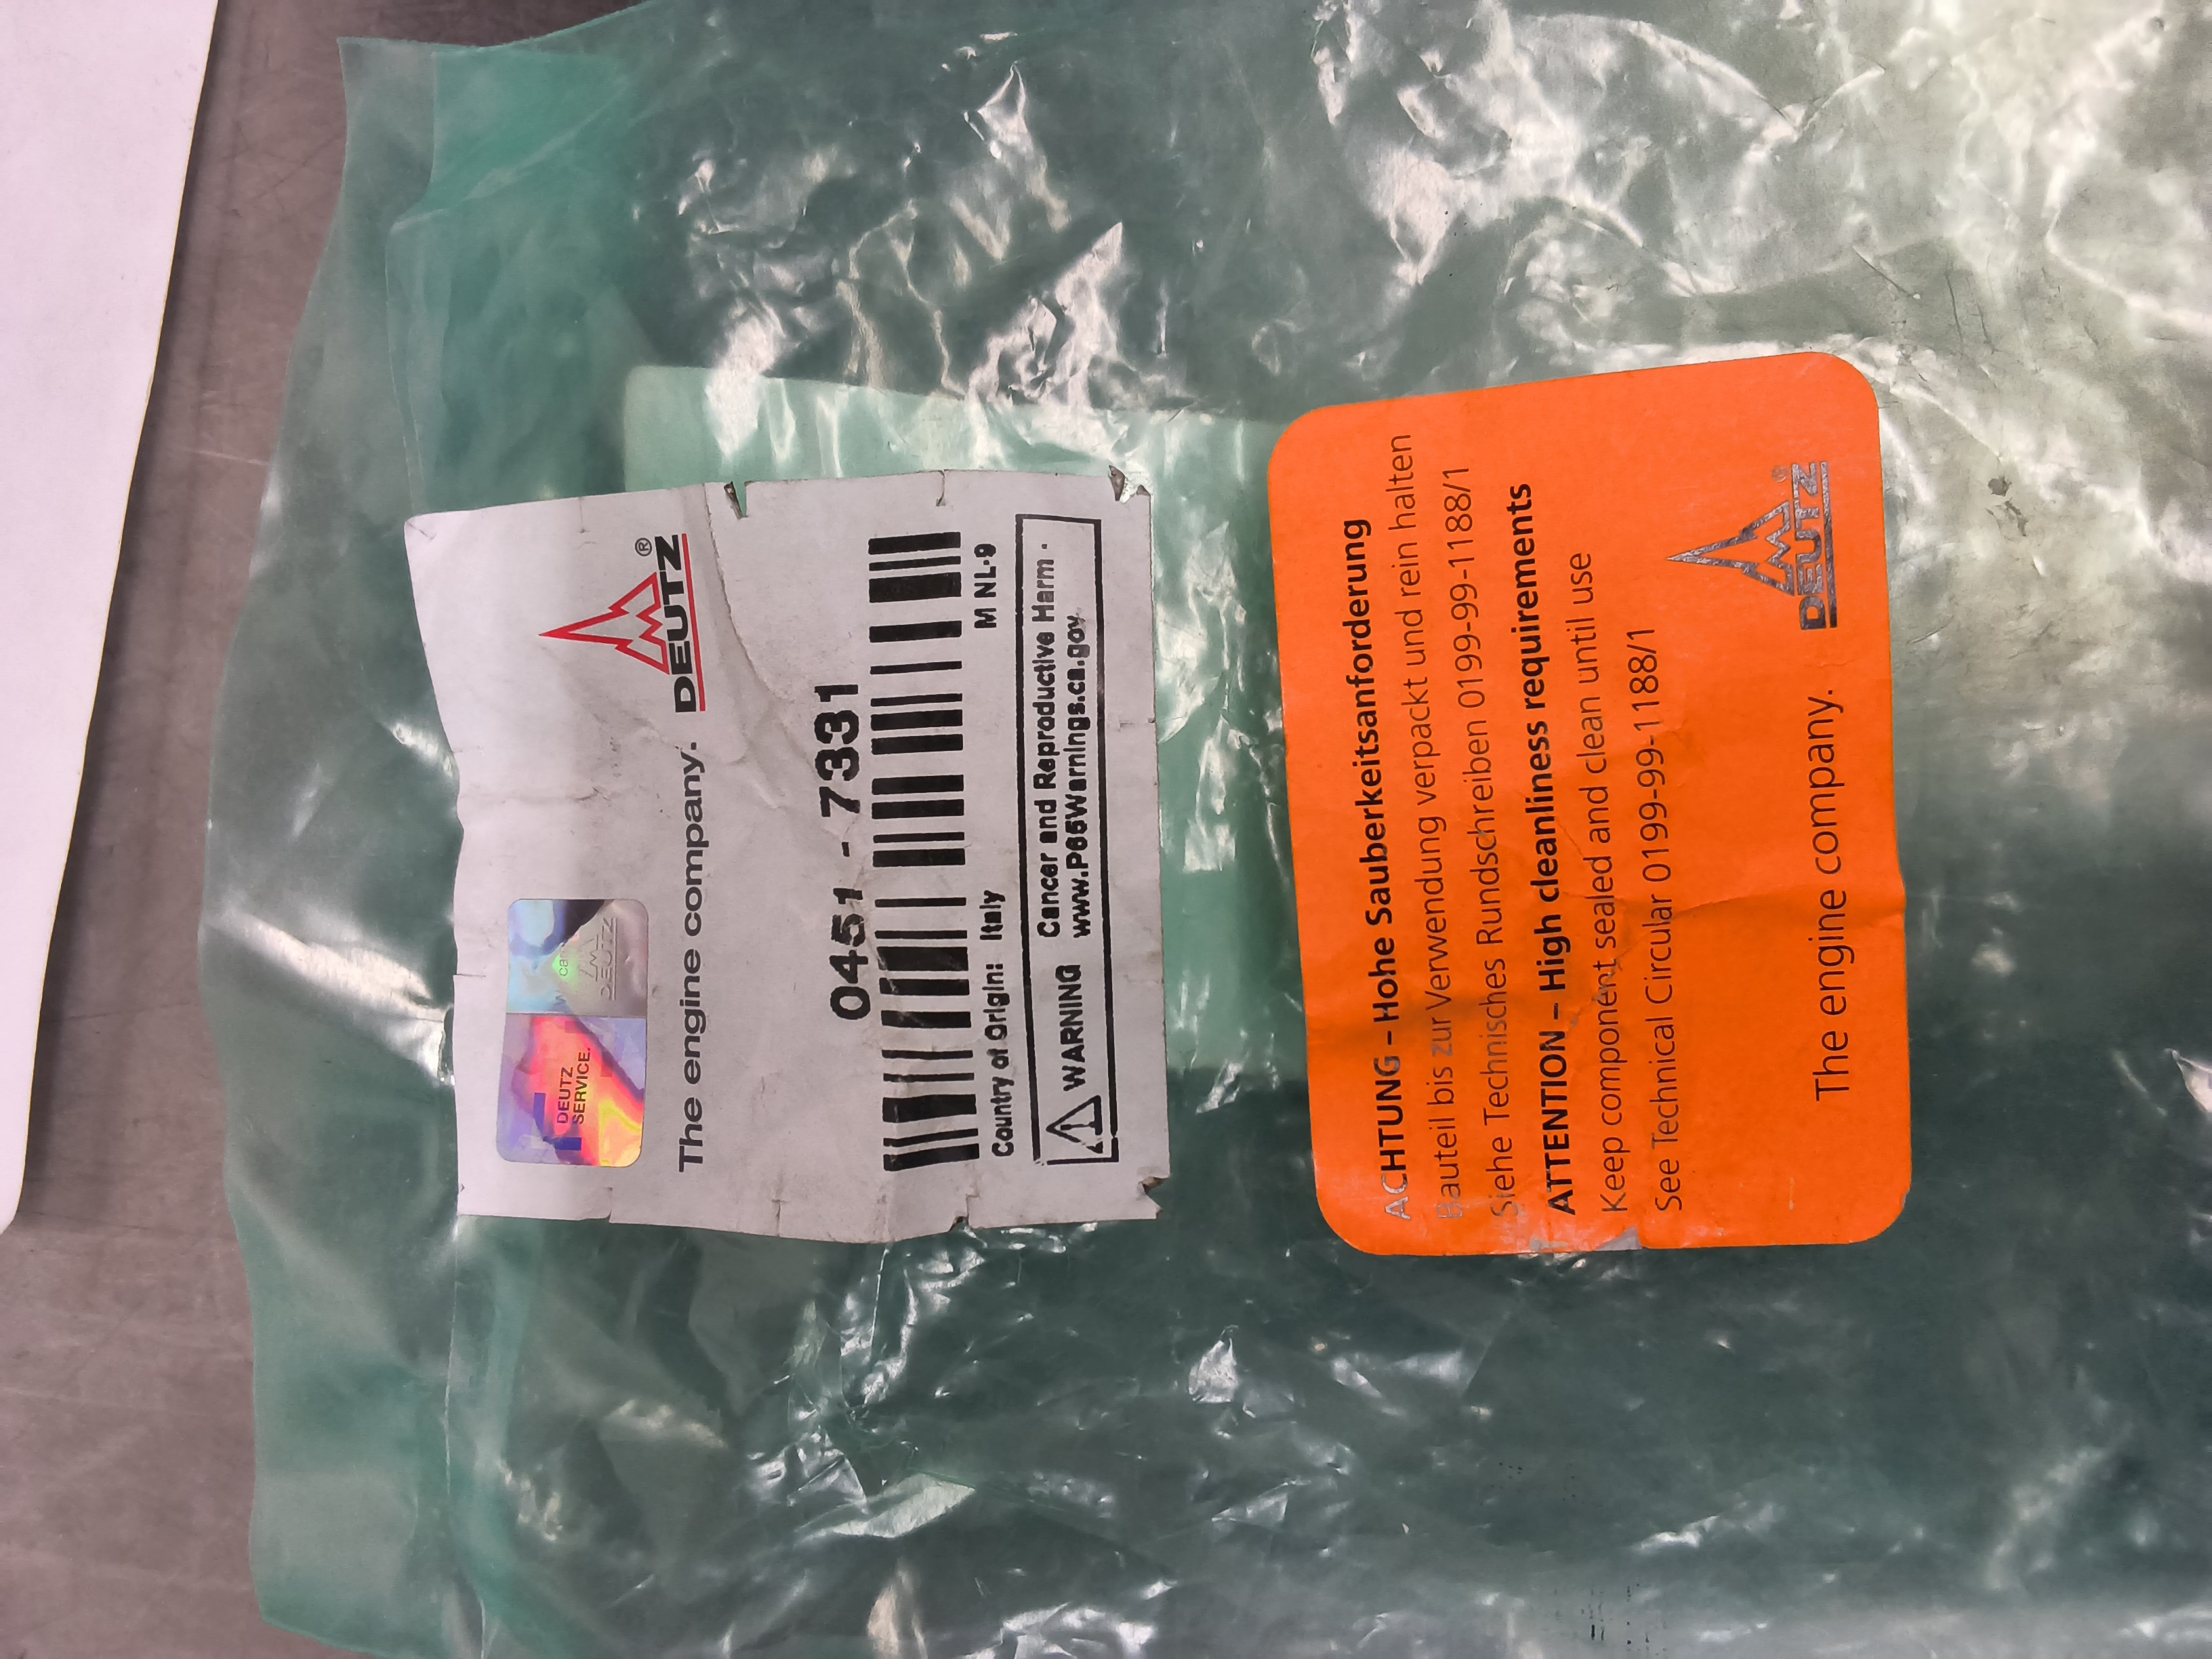 DEUTZ
SERVICE.
DEUTZ
DEUTZ®
The engine company.
0451 - 7331
Country of Origin: Italy M NL-9
WARNING Cancer and Reproductive Harm -
www.P65Warnings.ca.gov
ACHTUNG – Hohe Sauberkeitsanforderung
Bauteil bis zur Verwendung verpackt und rein halten
Siehe Technisches Rundschreiben 0199-99-1188/1
ATTENTION – High cleanliness requirements
Keep component sealed and clean until use
See Technical Circular 0199-99-1188/1
The engine company.
DEUTZ®